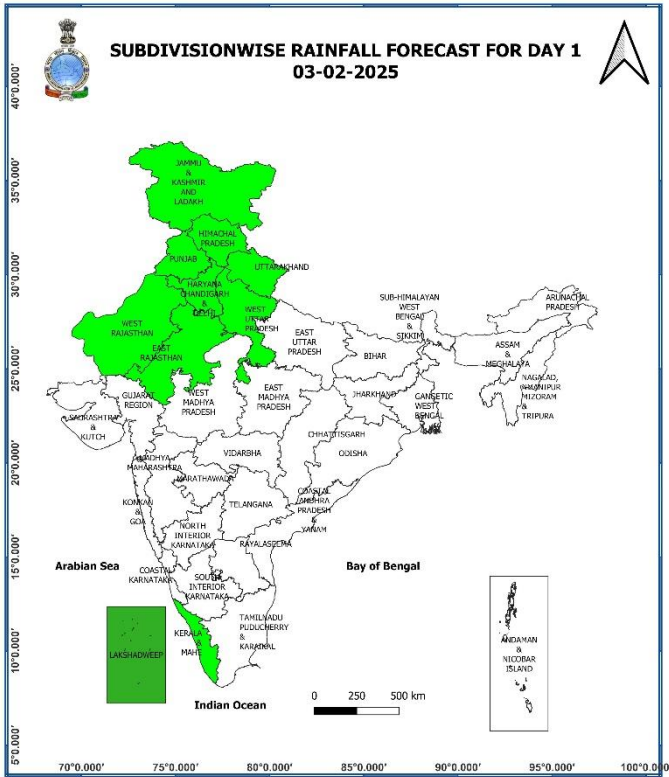 SUBDIVISIONWISE RAINFALL FORECAST FOR DAY 1
03-02-2025
40°0.000'
35°0.000'
30°0.000'
25°0.000'
20°0.000'
15°0.000'
10°0.000'
5°0.000'
JAMMU
&
KASHMIR
AND
LADAKH
HIMACHAL
PRADESH
PUNJAB
UTTARAKHAND
HARYANA
CHANDIGARH
&
DELHI
WEST
UTTAR
PRADESH
WEST
RAJASTHAN
EAST
RAJASTHAN
EAST
UTTAR
PRADESH
SUB-HIMALAYAN
WEST
BENGAL
&
SIKKIM
ARUNACHAL
PRADESH
ASSAM
&
MEGHALAYA
NAGALAD,
MANIPUR
MIZORAM
&
TRIPURA
BIHAR
JHARKHAND
GANGETIC
WEST
BENGAL
GUJARAT
REGION
SAURASHTRA
&
KUTCH
WEST
MADHYA
PRADESH
EAST
MADHYA
PRADESH
CHHATTISGARH
ODISHA
VIDARBHA
MADHYA
MAHARASHTRA
MARATHAWADA
KONKAN
&
GOA
TELANGANA
COASTAL
ANDHRA
PRADESH
&
YANAM
NORTH
INTERIOR
KARNATAKA
RAYALASEEMA
COASTAL
KARNATAKA
SOUTH
INTERIOR
KARNATAKA
Arabian Sea
Bay of Bengal
LAKSHADWEEP
KERALA
&
MAHE
TAMILNADU
PUDUCHERRY
&
KARAIKAL
ANDAMAN
&
NICOBAR
ISLAND
Indian Ocean
0 250 500 km
70°0.000' 75°0.000' 80°0.000' 85°0.000' 90°0.000' 95°0.000' 100°0.000